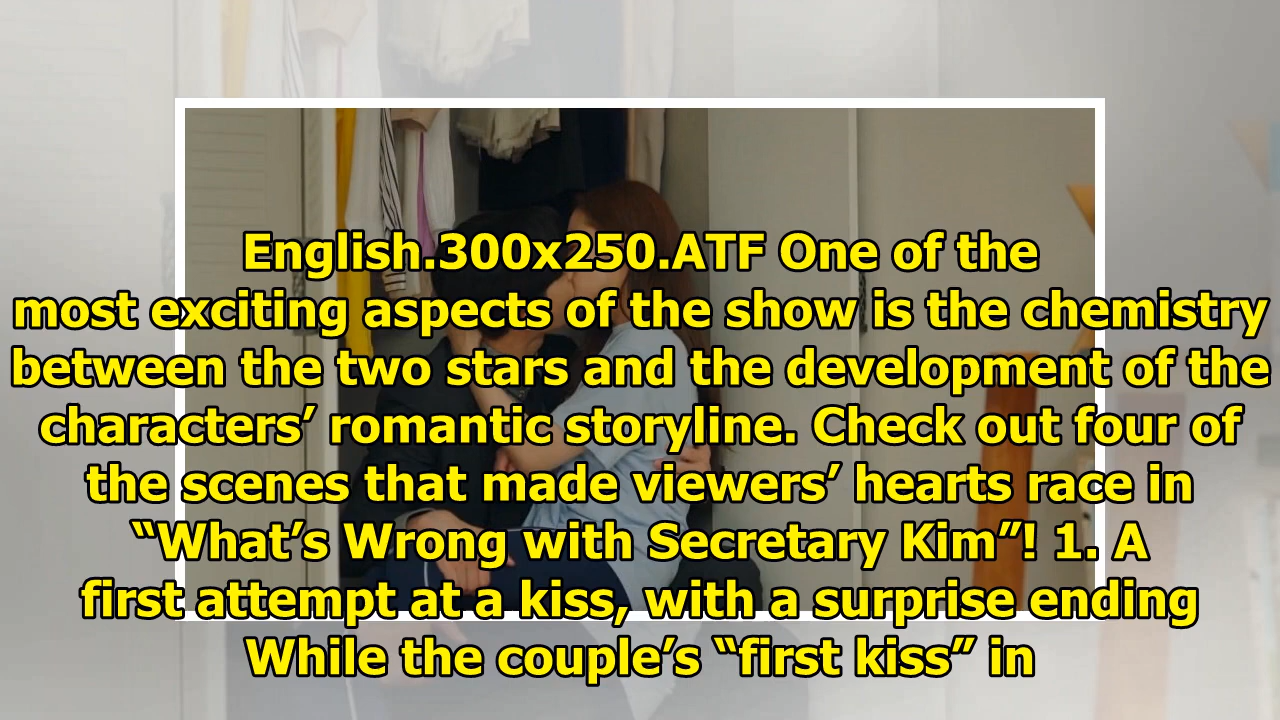 English.300x250.ATF One of the
most exciting aspects of the show is the chemistry
between the two stars and the development of the
characters’ romantic storyline. Check out four of
the scenes that made viewers’ hearts race in
“What’s Wrong with Secretary Kim”! 1. A
first attempt at a kiss, with a surprise ending
While the couple’s “first kiss” in